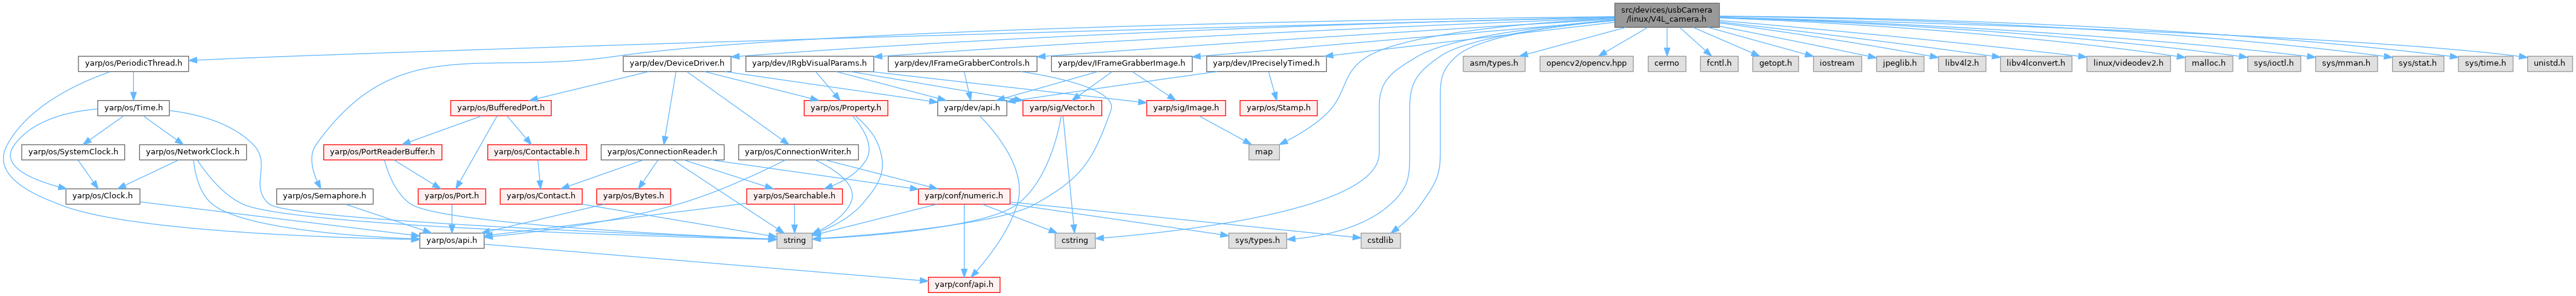 src/devices/usbCamera
/linux/V4L_camera.h
yarp/os/PeriodicThread.h
yarp/dev/DeviceDriver.h
yarp/dev/IRgbVisualParams.h
yarp/dev/IFrameGrabberControls.h
yarp/dev/IFrameGrabberImage.h
yarp/dev/IPreciselyTimed.h
asm/types.h
opencv2/opencv.hpp
cerrno
fcntl.h
getopt.h
iostream
jpeglib.h
libv4l2.h
libv4lconvert.h
linux/videodev2.h
malloc.h
sys/ioctl.h
sys/mman.h
sys/stat.h
sys/time.h
unistd.h
yarp/os/Time.h
yarp/os/BufferedPort.h
yarp/os/Property.h
yarp/dev/api.h
yarp/sig/Vector.h
yarp/sig/Image.h
yarp/os/Stamp.h
yarp/os/SystemClock.h
yarp/os/NetworkClock.h
yarp/os/PortReaderBuffer.h
yarp/os/Contactable.h
yarp/os/ConnectionReader.h
yarp/os/ConnectionWriter.h
map
yarp/os/Clock.h
yarp/os/Semaphore.h
yarp/os/Port.h
yarp/os/Contact.h
yarp/os/Bytes.h
yarp/os/Searchable.h
yarp/conf/numeric.h
yarp/os/api.h
string
cstring
sys/types.h
cstdlib
yarp/conf/api.h